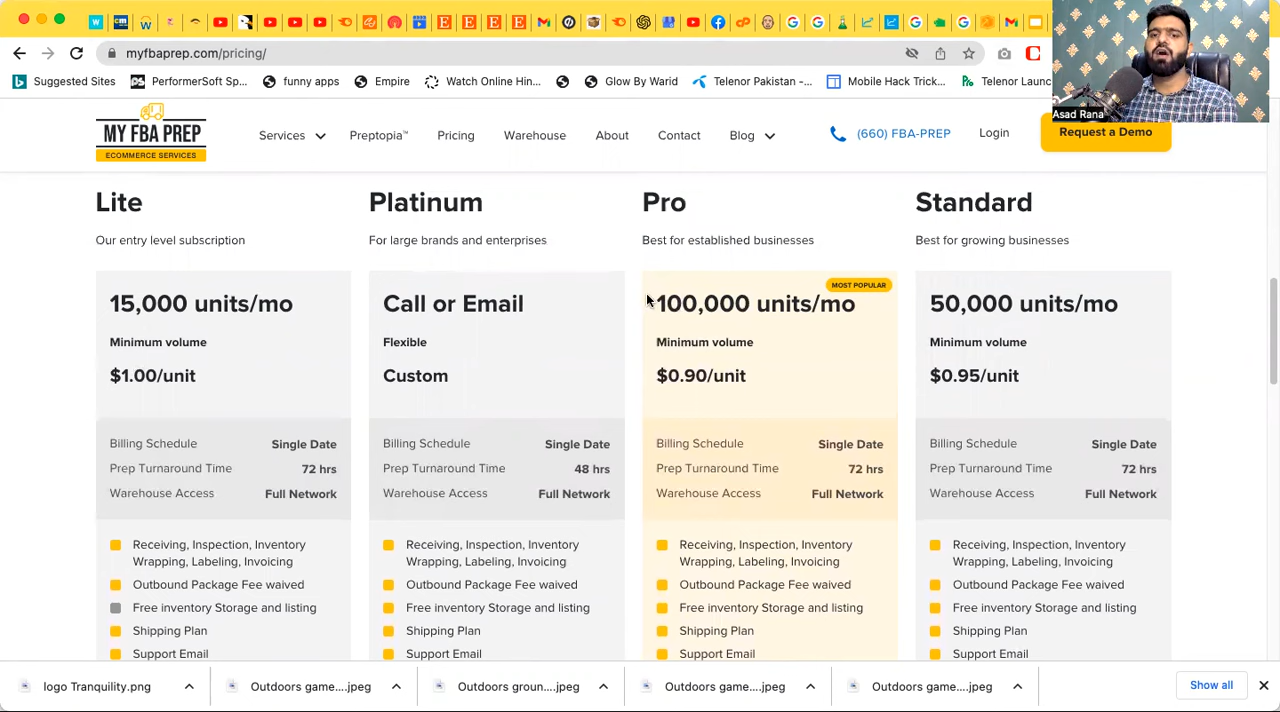 myfbaprep.com/pricing/
Suggested Sites
PerformerSoft Sp...
funny apps
Empire
Watch Online Hin...
Glow By Warid
Telenor Pakistan -...
Mobile Hack Trick...
Telenor Launc
Asad Rana
MY FBA PREP
ECOMMERCE SERVICES
Services
Preptopia™
Pricing
Warehouse
About
Contact
Blog
(660) FBA-PREP
Login
Request a Demo
Lite
Our entry level subscription
15,000 units/mo
Minimum volume
$1.00/unit
Billing Schedule Single Date
Prep Turnaround Time 72 hrs
Warehouse Access Full Network
Receiving, Inspection, Inventory
Wrapping, Labeling, Invoicing
Outbound Package Fee waived
Free inventory Storage and listing
Shipping Plan
Support Email
Platinum
For large brands and enterprises
Call or Email
Flexible
Custom
Billing Schedule Single Date
Prep Turnaround Time 48 hrs
Warehouse Access Full Network
Receiving, Inspection, Inventory
Wrapping, Labeling, Invoicing
Outbound Package Fee waived
Free inventory Storage and listing
Shipping Plan
Support Email
Pro
Best for established businesses
MOST POPULAR
100,000 units/mo
Minimum volume
$0.90/unit
Billing Schedule Single Date
Prep Turnaround Time 72 hrs
Warehouse Access Full Network
Receiving, Inspection, Inventory
Wrapping, Labeling, Invoicing
Outbound Package Fee waived
Free inventory Storage and listing
Shipping Plan
Support Email
Standard
Best for growing businesses
50,000 units/mo
Minimum volume
$0.95/unit
Billing Schedule Single Date
Prep Turnaround Time 72 hrs
Warehouse Access Full Network
Receiving, Inspection, Inventory
Wrapping, Labeling, Invoicing
Outbound Package Fee waived
Free inventory Storage and listing
Shipping Plan
Support Email
logo Tranquility.png
Outdoors game....jpeg
Outdoors groun....jpeg
Outdoors game....jpeg
Outdoors game....jpeg
Show all